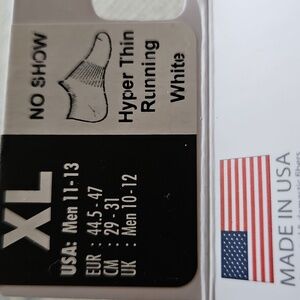 NO SHOW
Hyper Thin
Running
White
XL
USA: Men 11-13
EUR : 44.5 - 47
CM : 29 - 31
UK : Men 10-12
MADE IN USA